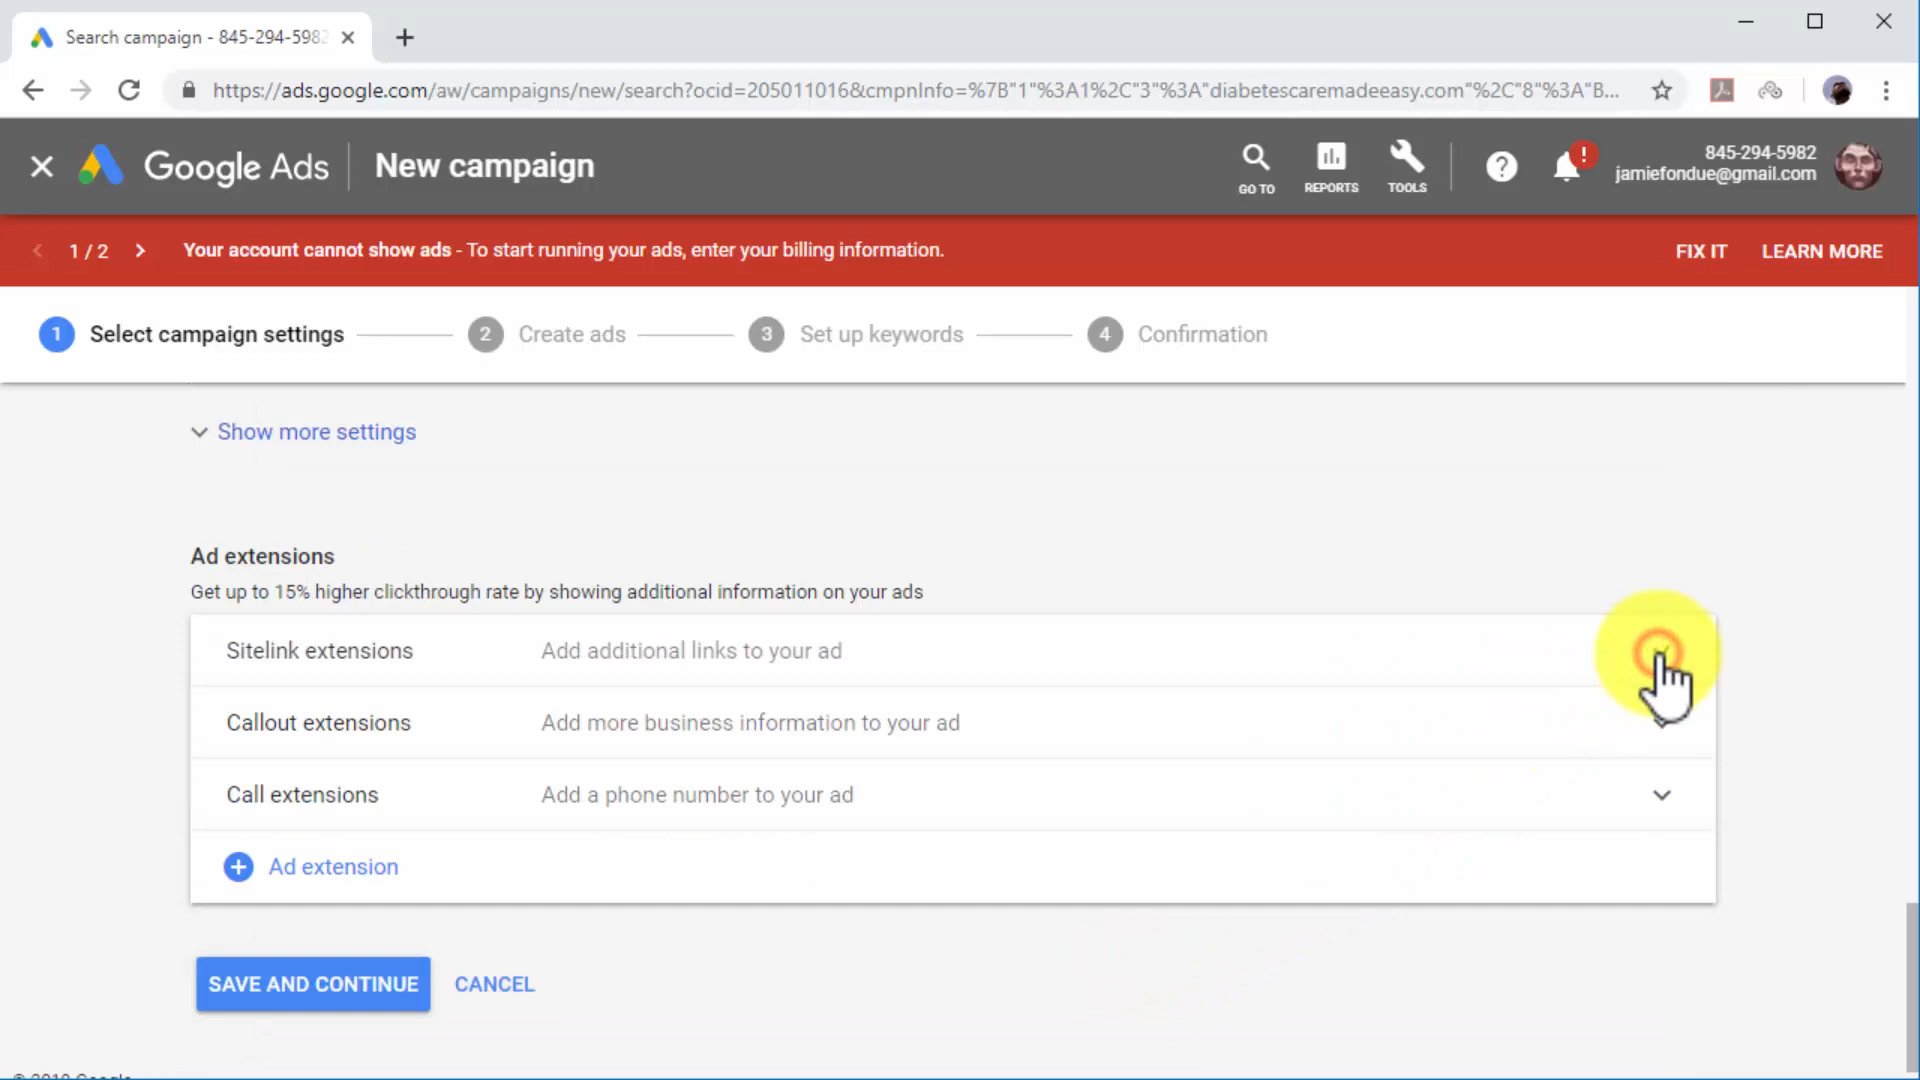 Search campaign - 845-294-5982
https://ads.google.com/aw/campaigns/new/search?ocid=205011016&cmpnInfo=%7B"1"%3A1%2C"3"%3A"diabetescaremadeeasy.com"%2C"8"%3A"B...
Google Ads
New campaign
GO TO
REPORTS
TOOLS
845-294-5982
jamiefondue@gmail.com
1 / 2
Your account cannot show ads - To start running your ads, enter your billing information.
FIX IT
LEARN MORE
1 Select campaign settings
2 Create ads
3 Set up keywords
4 Confirmation
Show more settings
Ad extensions
Get up to 15% higher clickthrough rate by showing additional information on your ads
Sitelink extensions
Add additional links to your ad
Callout extensions
Add more business information to your ad
Call extensions
Add a phone number to your ad
Ad extension
SAVE AND CONTINUE
CANCEL